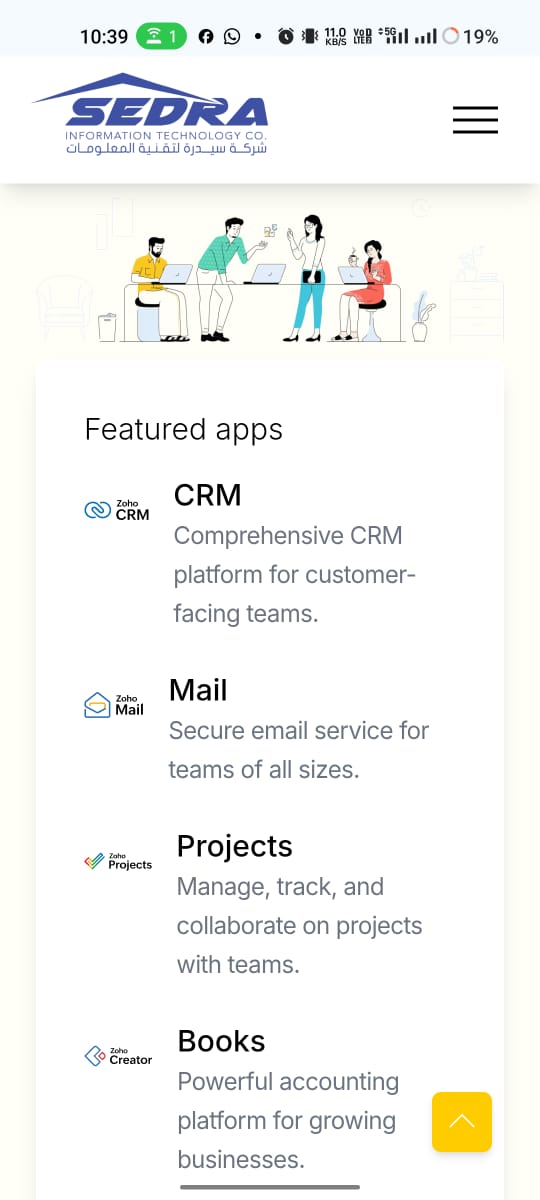 10:39
1
11.0 KB/S
VoD LTE2
5G
19%
SEDRA
INFORMATION TECHNOLOGY CO.
شركة سيدرة لتقنية المعلومات
Featured apps
Zoho
CRM
CRM
Comprehensive CRM
platform for customer-
facing teams.
Zoho
Mail
Mail
Secure email service for
teams of all sizes.
Zoho
Projects
Projects
Manage, track, and
collaborate on projects
with teams.
Zoho
Creator
Books
Powerful accounting
platform for growing
businesses.